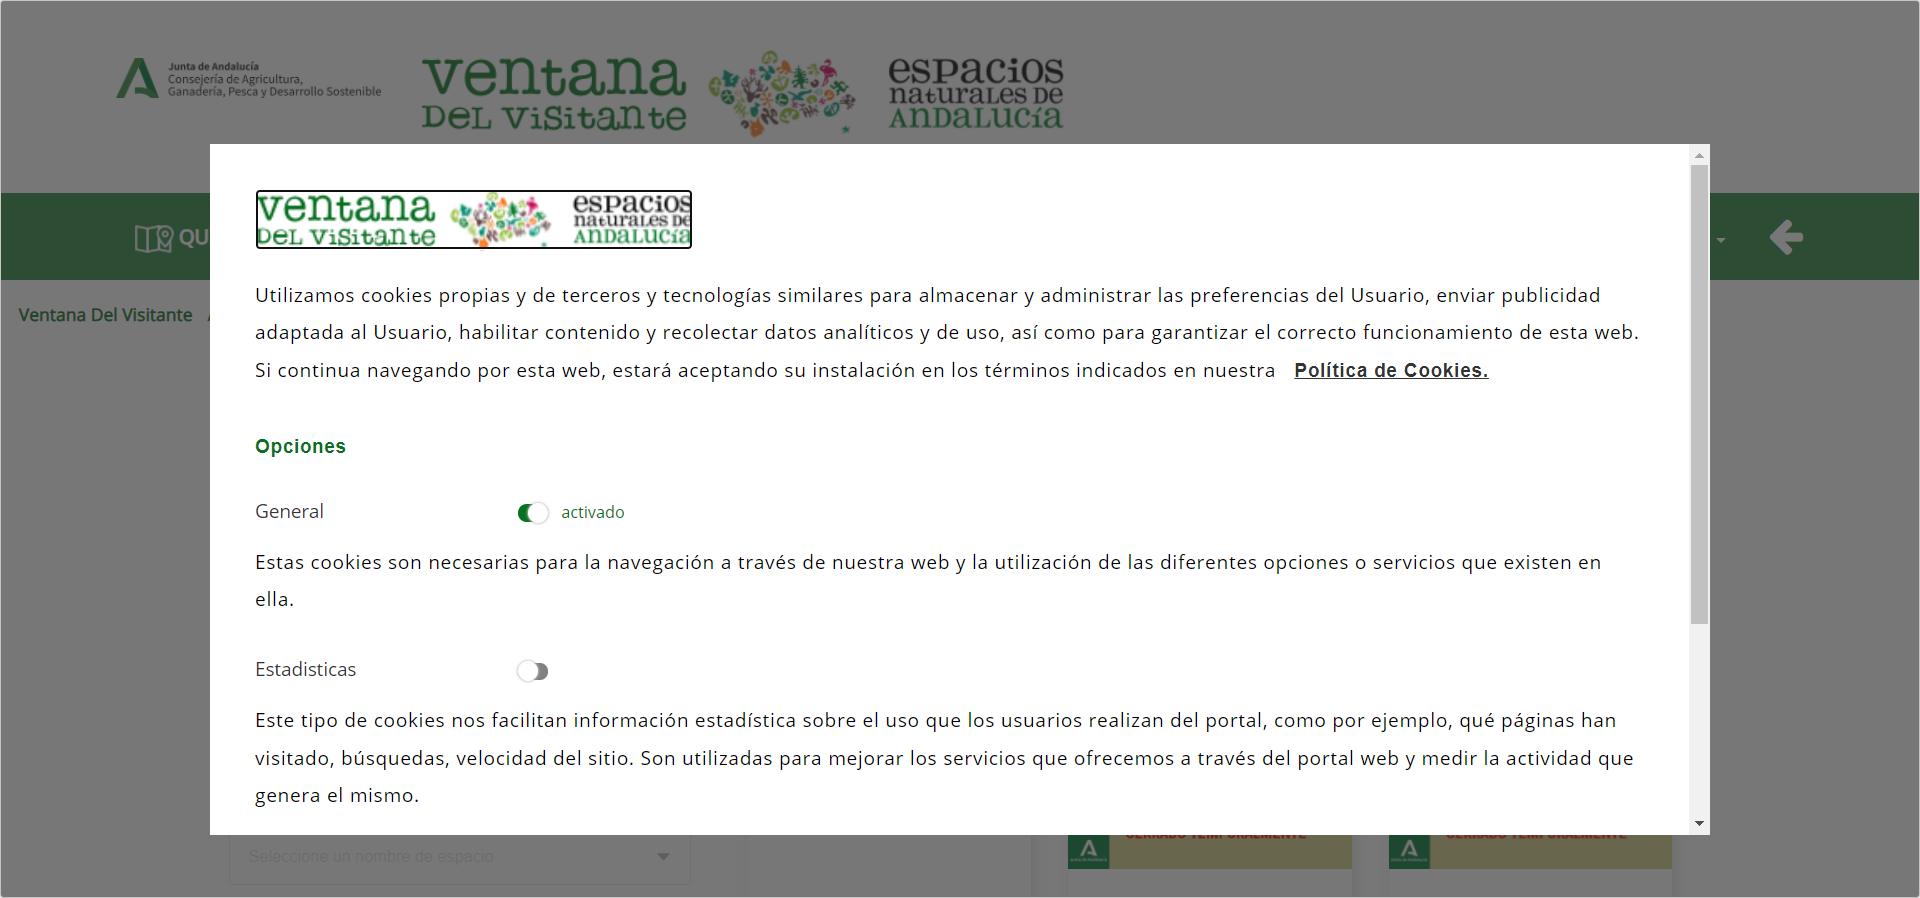 Junta de Andalucía
Consejería de Agricultura,
Ganadería, Pesca y Desarrollo Sostenible
ventana
DEL VISITANTE
ESPACIOS
NATURALES DE
ANDALUCÍA
QU
Ventana Del Visitante
ventana
DEL VISITANTE
ESPACIOS
NATURALES DE
ANDALUCÍA
Utilizamos cookies propias y de terceros y tecnologías similares para almacenar y administrar las preferencias del Usuario, enviar publicidad
adaptada al Usuario, habilitar contenido y recolectar datos analíticos y de uso, así como para garantizar el correcto funcionamiento de esta web.
Si continua navegando por esta web, estará aceptando su instalación en los términos indicados en nuestra Política de Cookies.
Opciones
General activado
Estas cookies son necesarias para la navegación a través de nuestra web y la utilización de las diferentes opciones o servicios que existen en
ella.
Estadisticas
Este tipo de cookies nos facilitan información estadística sobre el uso que los usuarios realizan del portal, como por ejemplo, qué páginas han
visitado, búsquedas, velocidad del sitio. Son utilizadas para mejorar los servicios que ofrecemos a través del portal web y medir la actividad que
genera el mismo.
CERRADO TEMPORALMENTE CERRADO TEMPORALMENTE
Seleccione un nombre de espacio